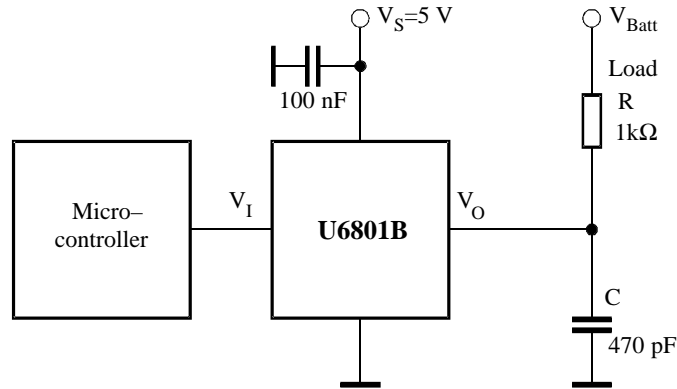 V_S=5 V
V_Batt
Load
100 nF
R
1kΩ
Micro–
controller
V_I
U6801B
V_O
C
470 pF